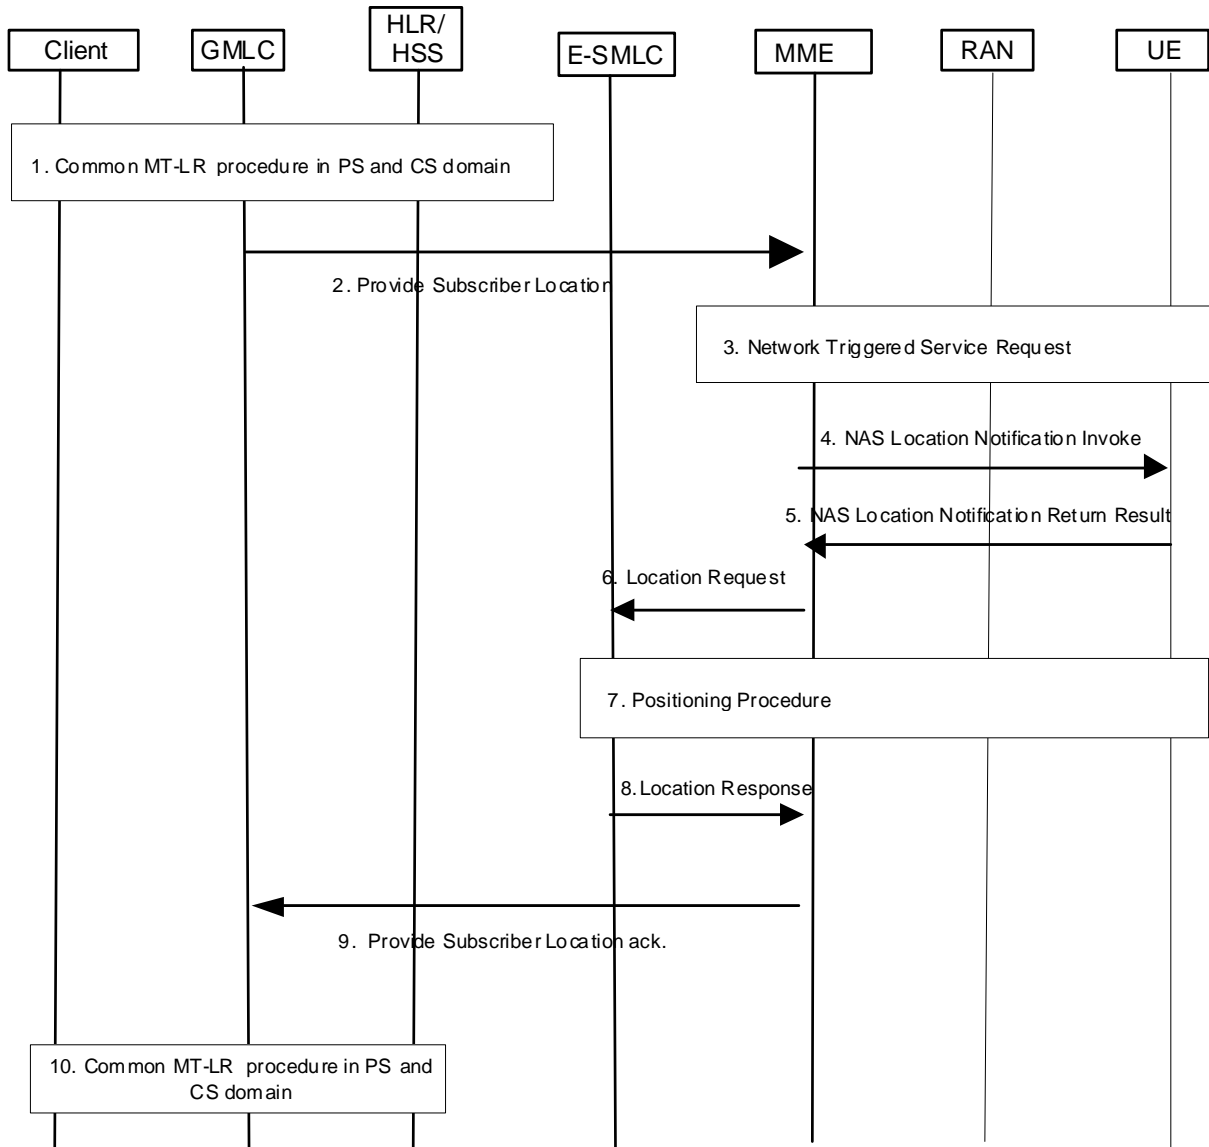 Client
GMLC
HLR/
HSS
E-SMLC
MME
RAN
UE
1. Common MT-LR procedure in PS and CS domain
2. Provide Subscriber Location
3. Network Triggered Service Request
4. NAS Location Notification Invoke
5. NAS Location Notification Return Result
6. Location Request
7. Positioning Procedure
8.Location Response
9. Provide Subscriber Location ack.
10. Common MT-LR procedure in PS and
CS domain